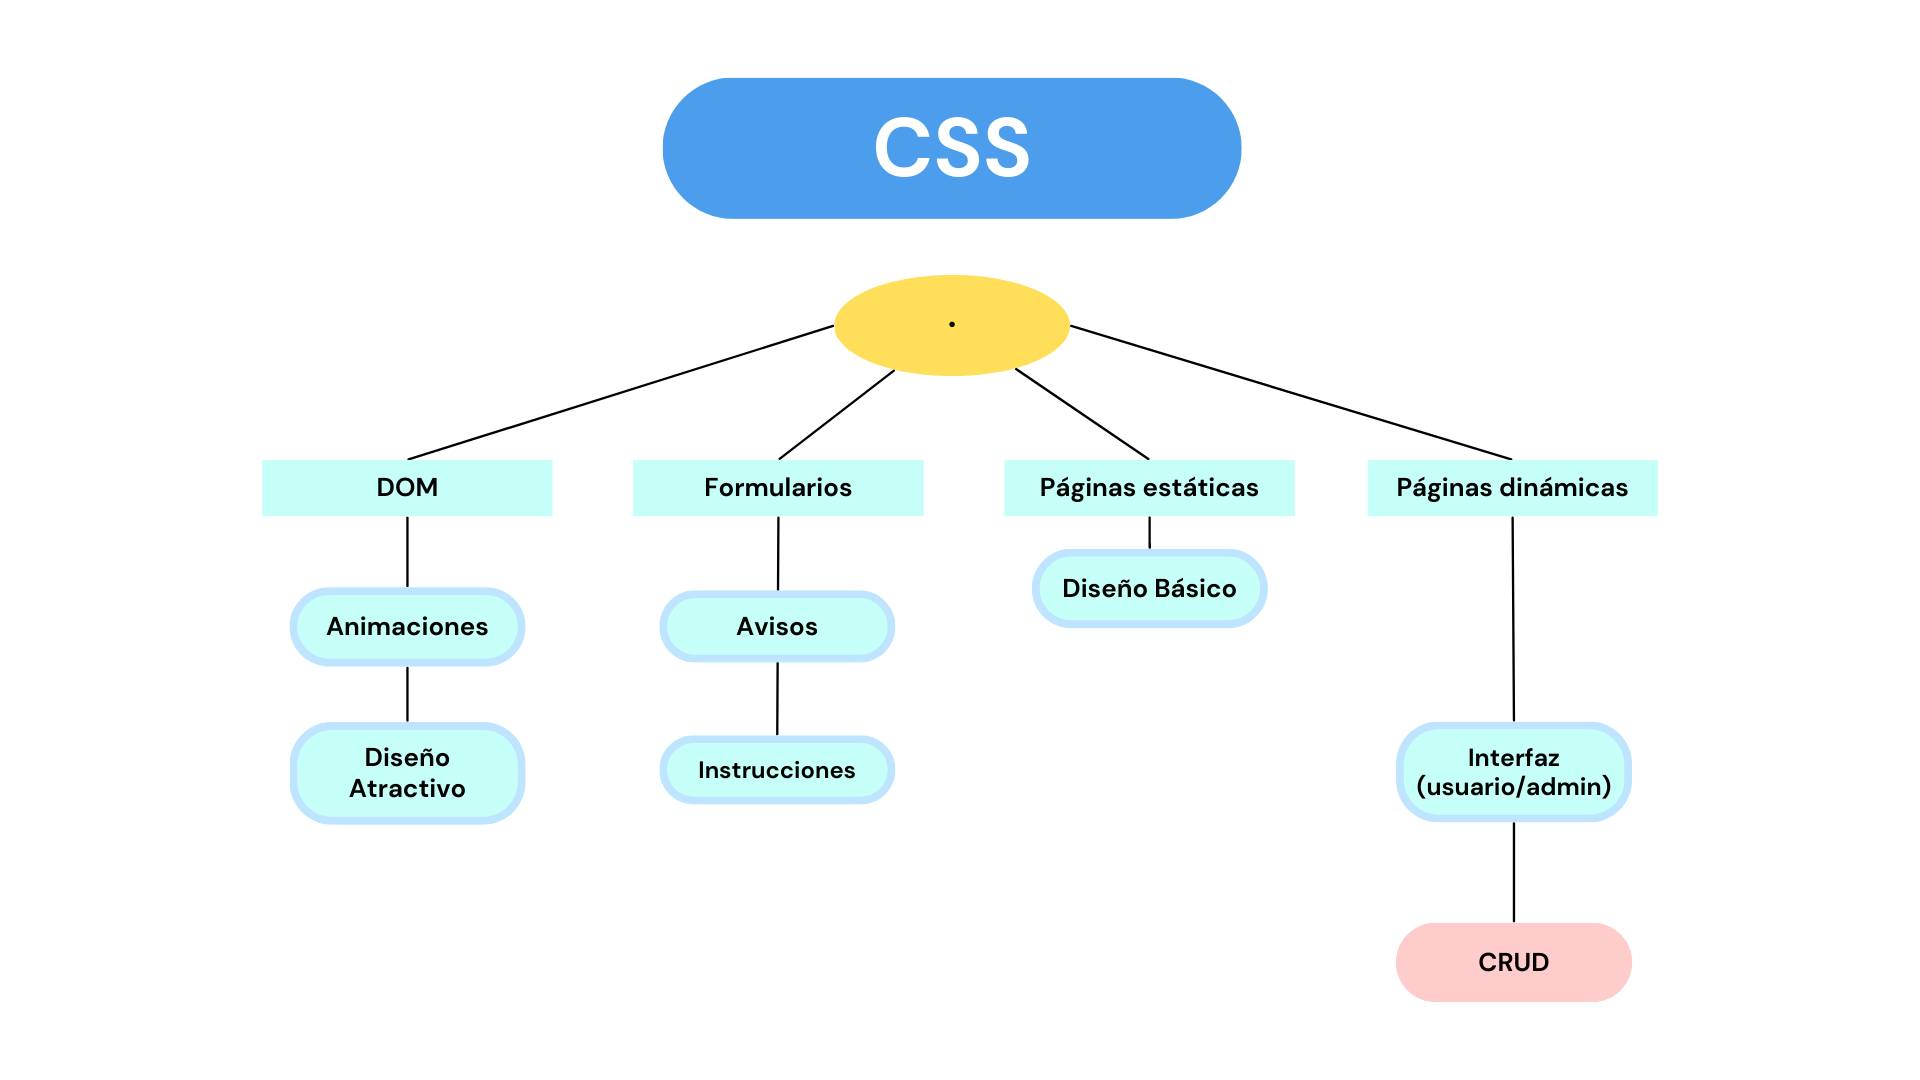 CSS
.
DOM
Formularios
Páginas estáticas
Páginas dinámicas
Animaciones
Diseño
Atractivo
Avisos
Instrucciones
Diseño Básico
Interfaz
(usuario/admin)
CRUD